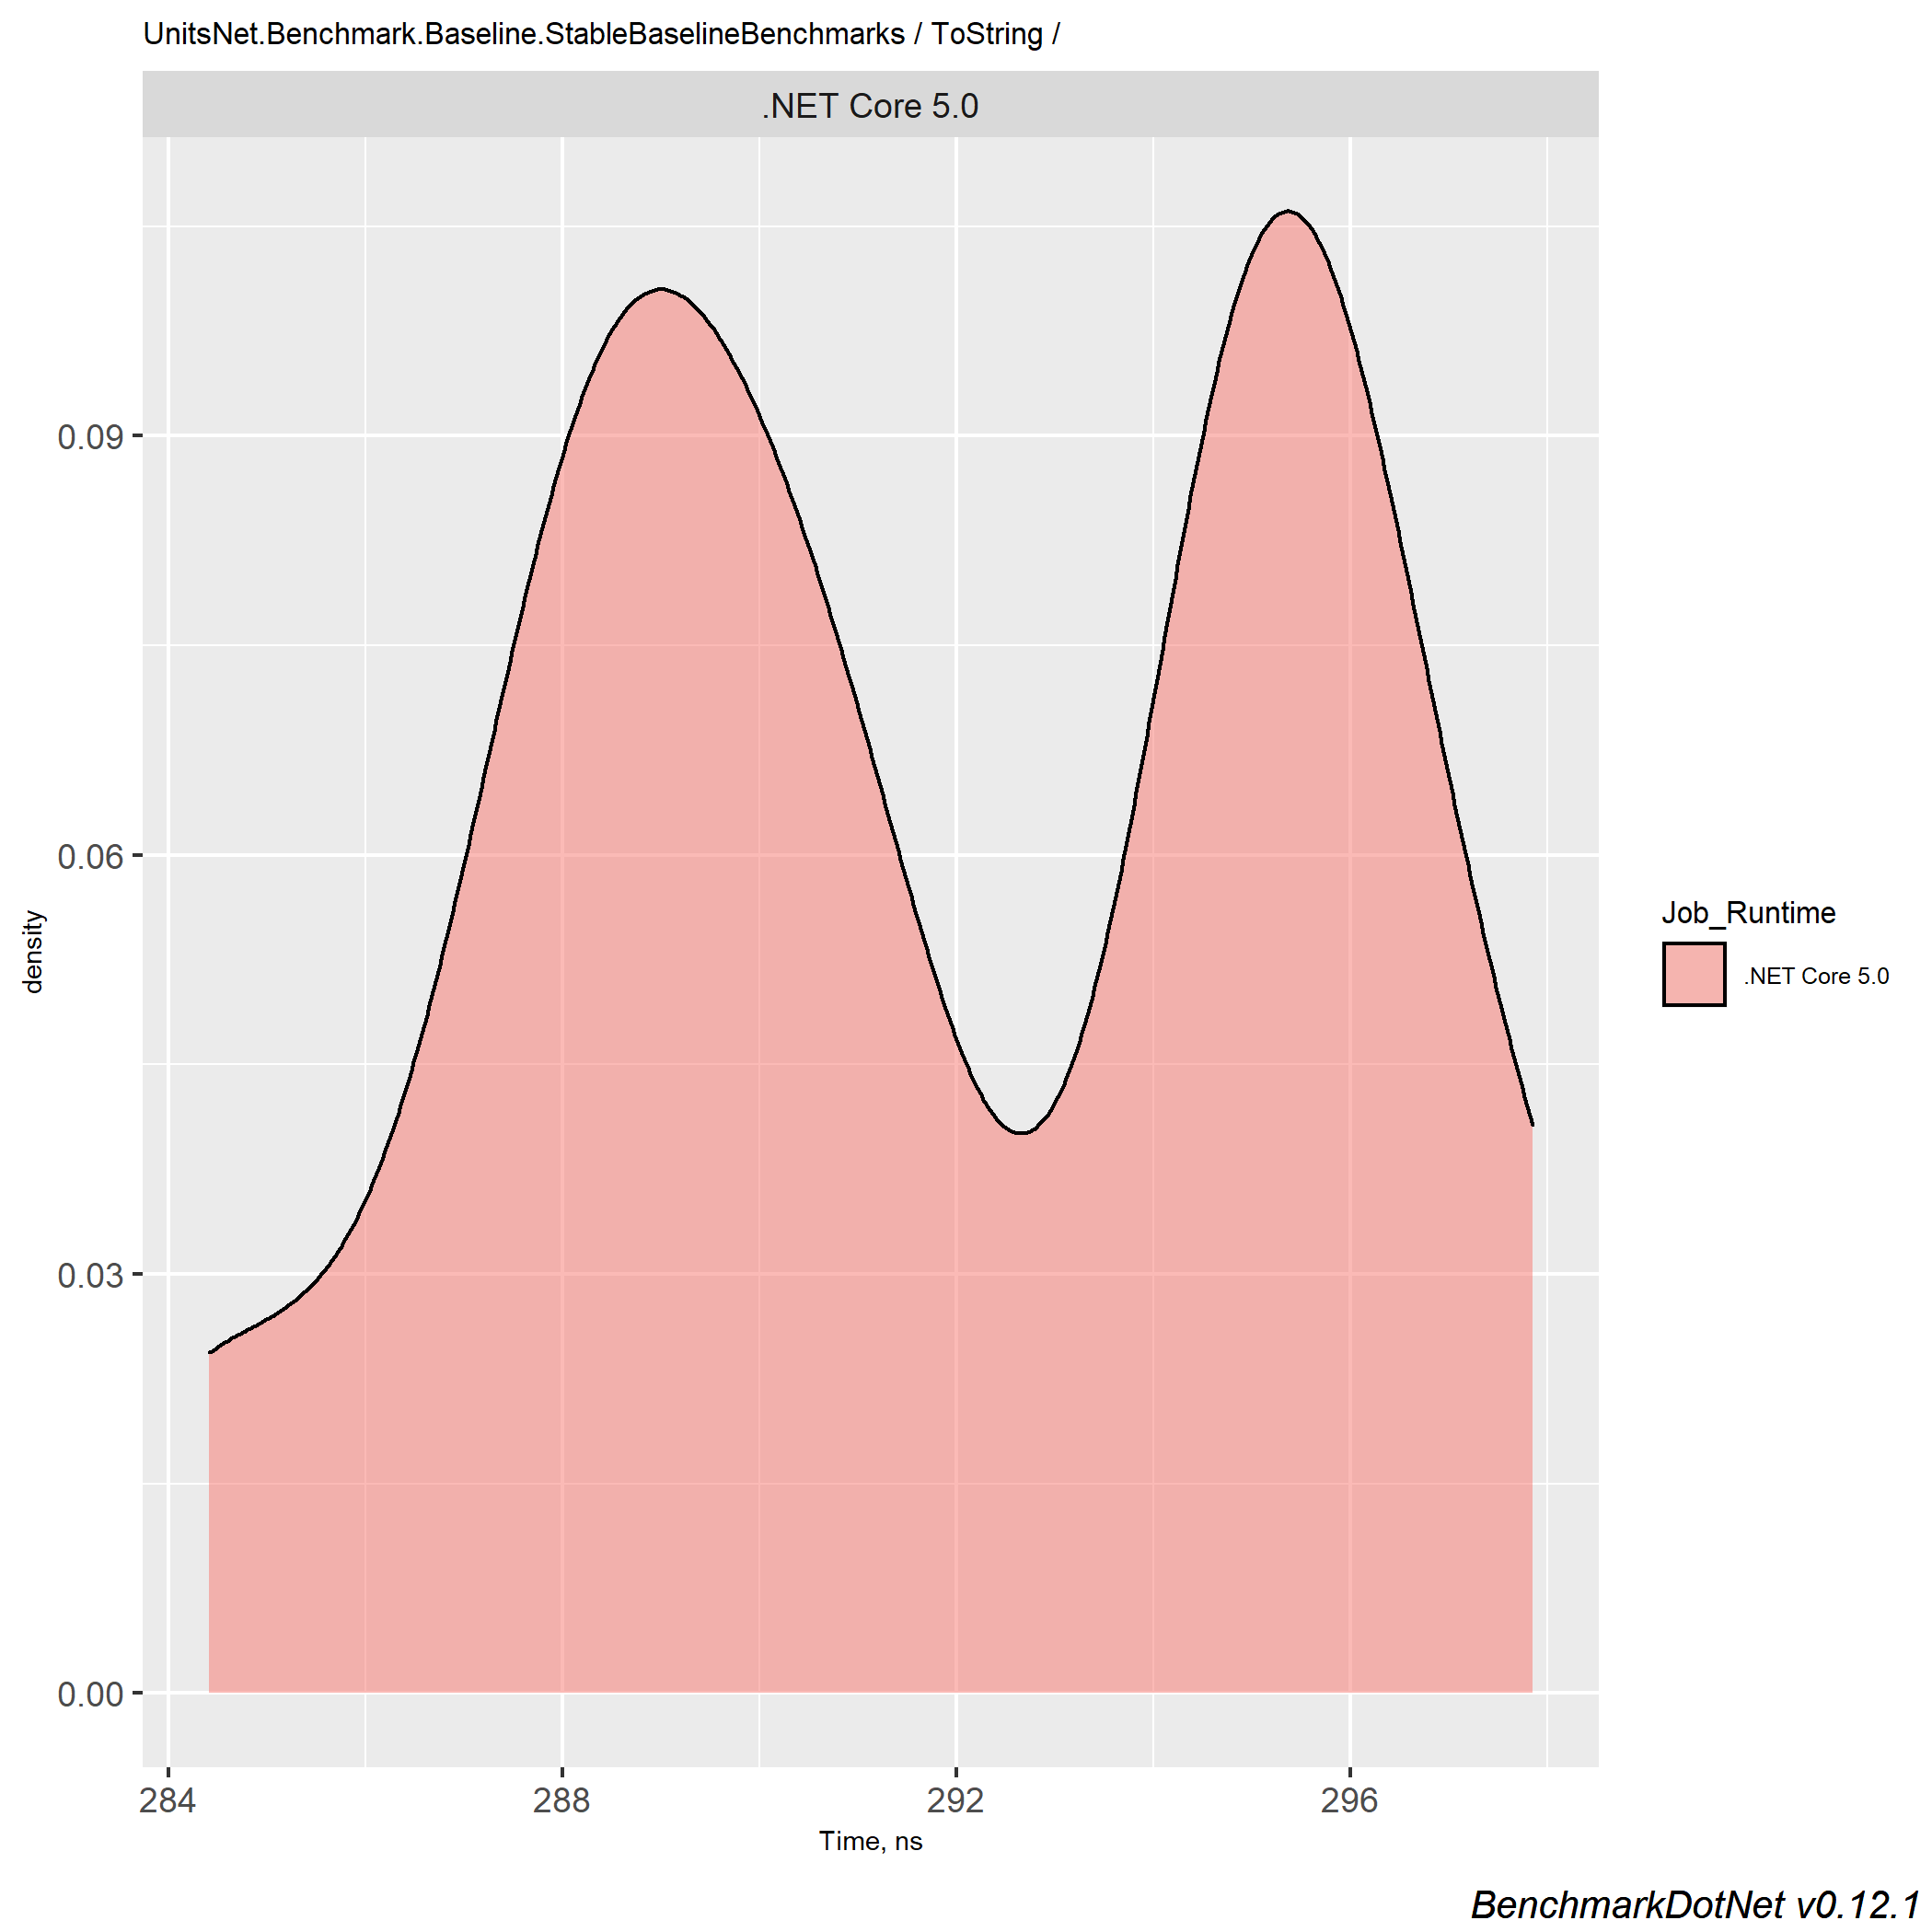 UnitsNet.Benchmark.Baseline.StableBaselineBenchmarks / ToString /
.NET Core 5.0
0.09
0.06
0.03
0.00
density
284 288 292 296
Time, ns
Job_Runtime
.NET Core 5.0
BenchmarkDotNet v0.12.1